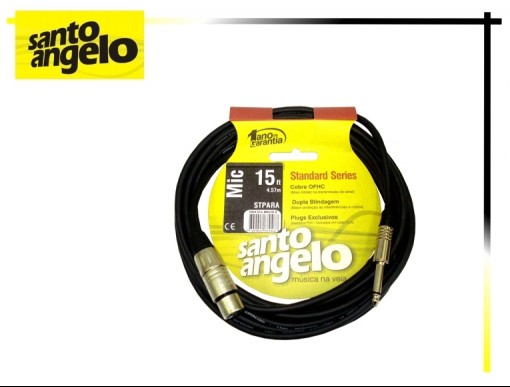 santo
angelo
1 ano de
garantia
Mic
15 ft
4.57m
STPARA
CE
Standard Series
Cobre OFHC
Dupla Blindagem
Plugs Exclusivos
santo
angelo
música na veia